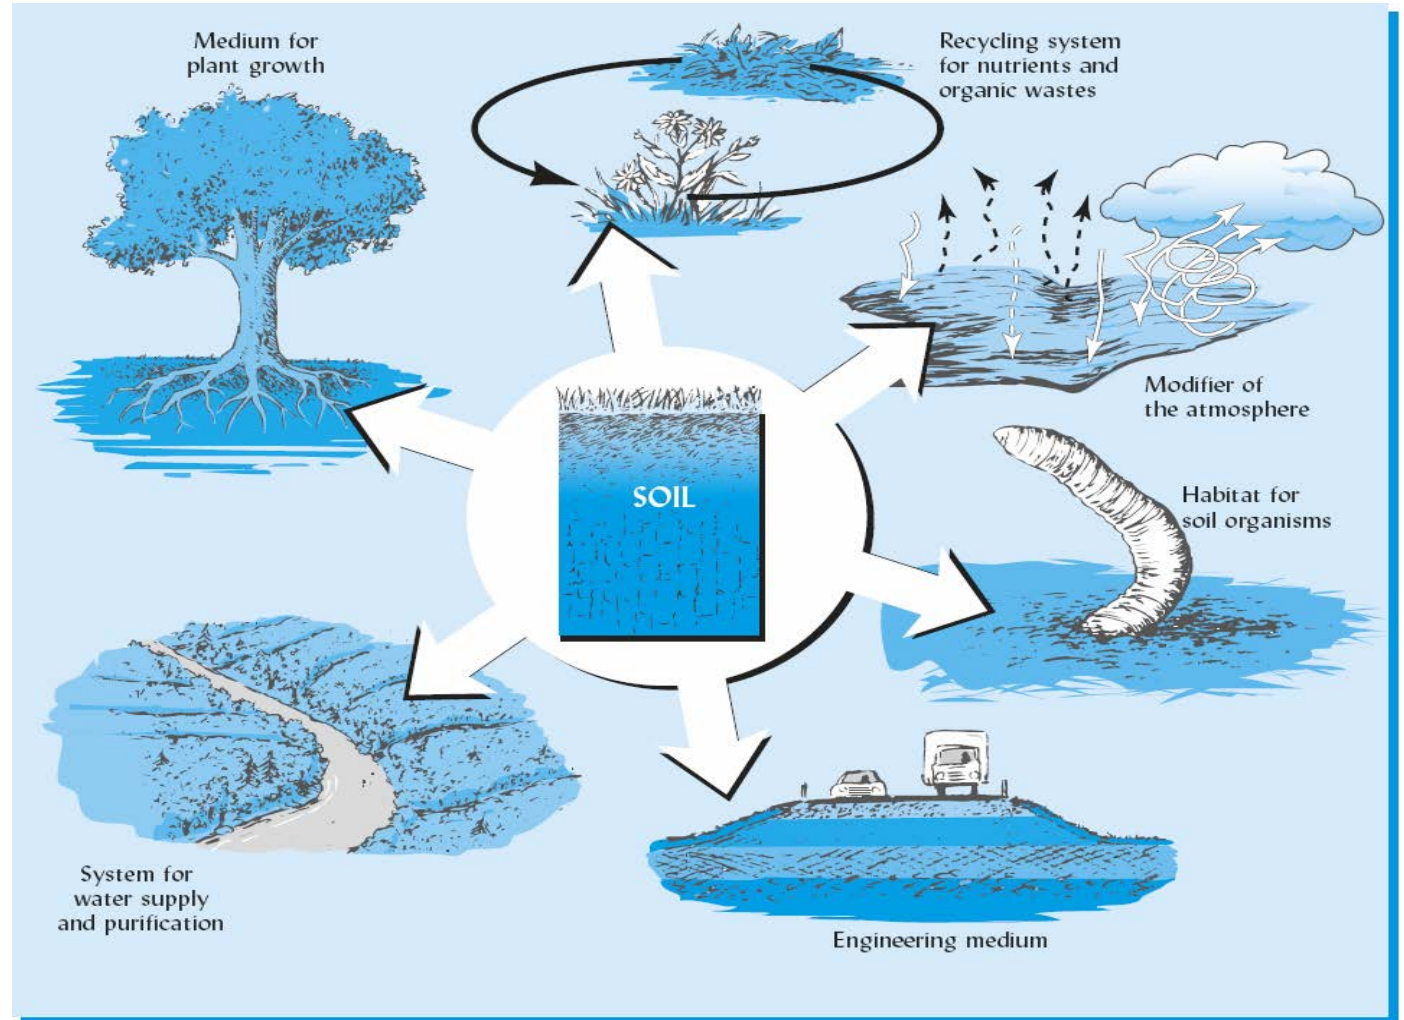 Medium for
plant growth
Recycling system
for nutrients and
organic wastes
Modifier of
the atmosphere
Habitat for
soil organisms
SOIL
System for
water supply
and purification
Engineering medium